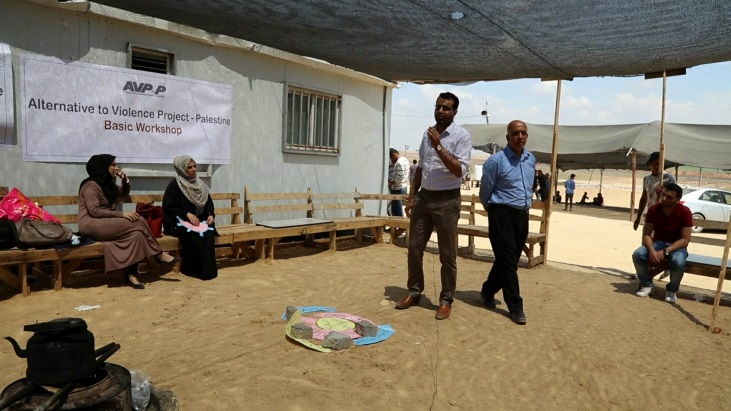 AVP P
Alternative to Violence Project - Palestine
Basic Workshop